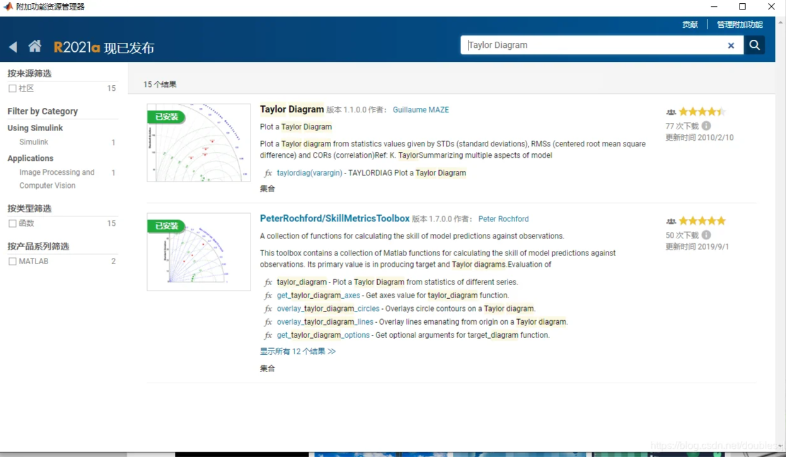 附加功能资源管理器
贡献 | 管理附加功能
R2021a 现已发布
Taylor Diagram
按来源筛选
社区 15
Filter by Category
Using Simulink
Simulink 1
Applications
Image Processing and Computer Vision 1
按类型筛选
函数 15
按产品系列筛选
MATLAB 2
15 个结果
已安装
Taylor Diagram 版本 1.1.0.0 作者： Guillaume MAZE
Plot a Taylor Diagram
Plot a Taylor diagram from statistics values given by STDs (standard deviations), RMSs (centered root mean square
difference) and CORs (correlation)Ref: K. TaylorSummarizing multiple aspects of model
fx taylordiag(varargin) - TAYLORDIAG Plot a Taylor Diagram
集合
77 次下载
更新时间 2010/2/10
已安装
PeterRochford/SkillMetricsToolbox 版本 1.7.0.0 作者： Peter Rochford
A collection of functions for calculating the skill of model predictions against observations.
This toolbox contains a collection of Matlab functions for calculating the skill of model predictions against
observations. Its primary value is in producing target and Taylor diagrams.Evaluation of
fx taylor_diagram - Plot a Taylor Diagram from statistics of different series.
fx get_taylor_diagram_axes - Get axes value for taylor_diagram function.
fx overlay_taylor_diagram_circles - Overlays circle contours on a Taylor diagram.
fx overlay_taylor_diagram_lines - Overlay lines emanating from origin on a Taylor diagram.
fx get_taylor_diagram_options - Get optional arguments for target_diagram function.
显示所有 12 个结果 >>
集合
50 次下载
更新时间 2019/9/1